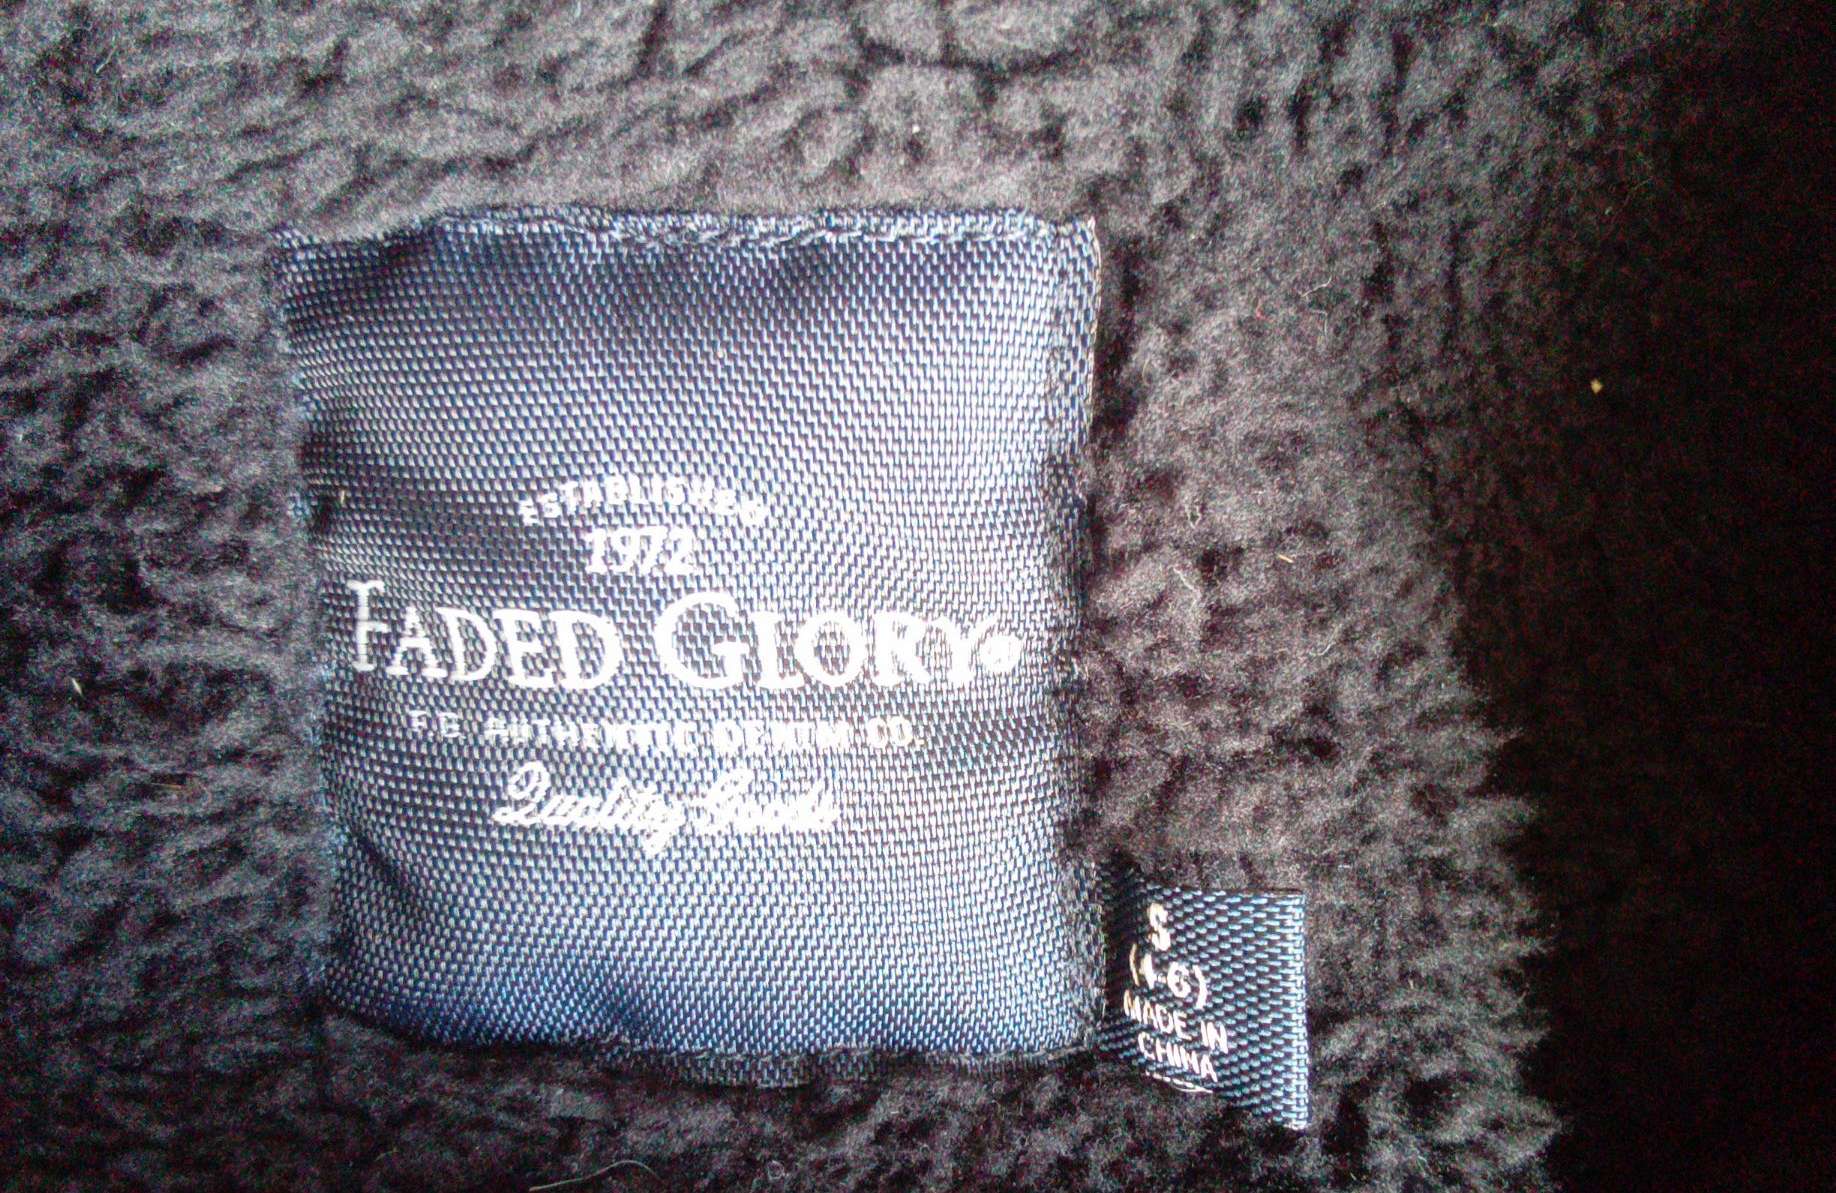 ESTABLISHED
1972
FADED GLORY®
F.G. AUTHENTIC DENIM CO.
Quality Goods
S
(4-6)
MADE IN
CHINA